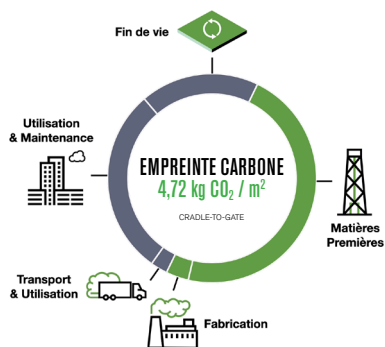 Fin de vie
Utilisation
& Maintenance
EMPREINTE CARBONE
4,72 kg CO₂ / m²
CRADLE-TO-GATE
Matières
Premières
Transport
& Utilisation
Fabrication